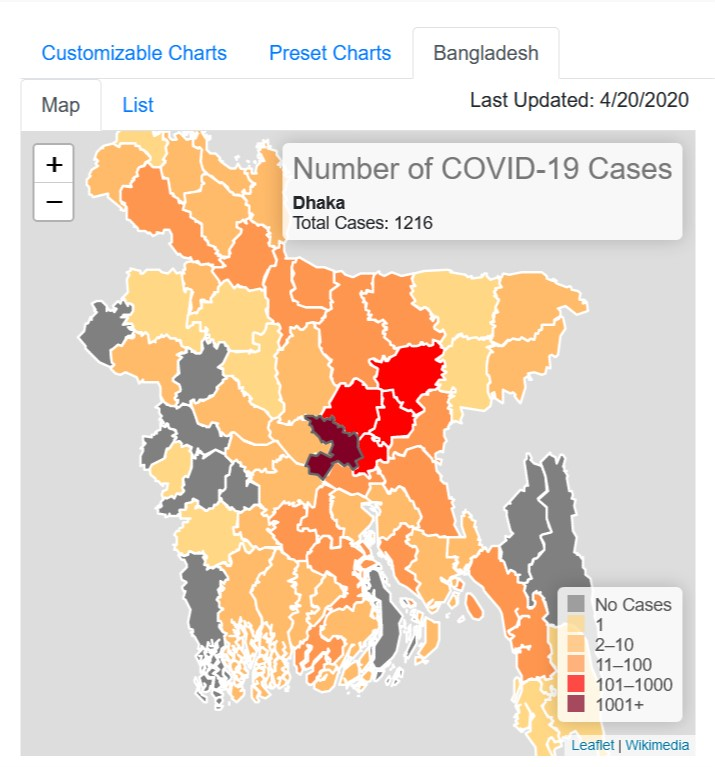 Customizable Charts Preset Charts Bangladesh
Map List Last Updated: 4/20/2020
+
−
Number of COVID-19 Cases
Dhaka
Total Cases: 1216
No Cases
1
2–10
11–100
101–1000
1001+
Leaflet | Wikimedia